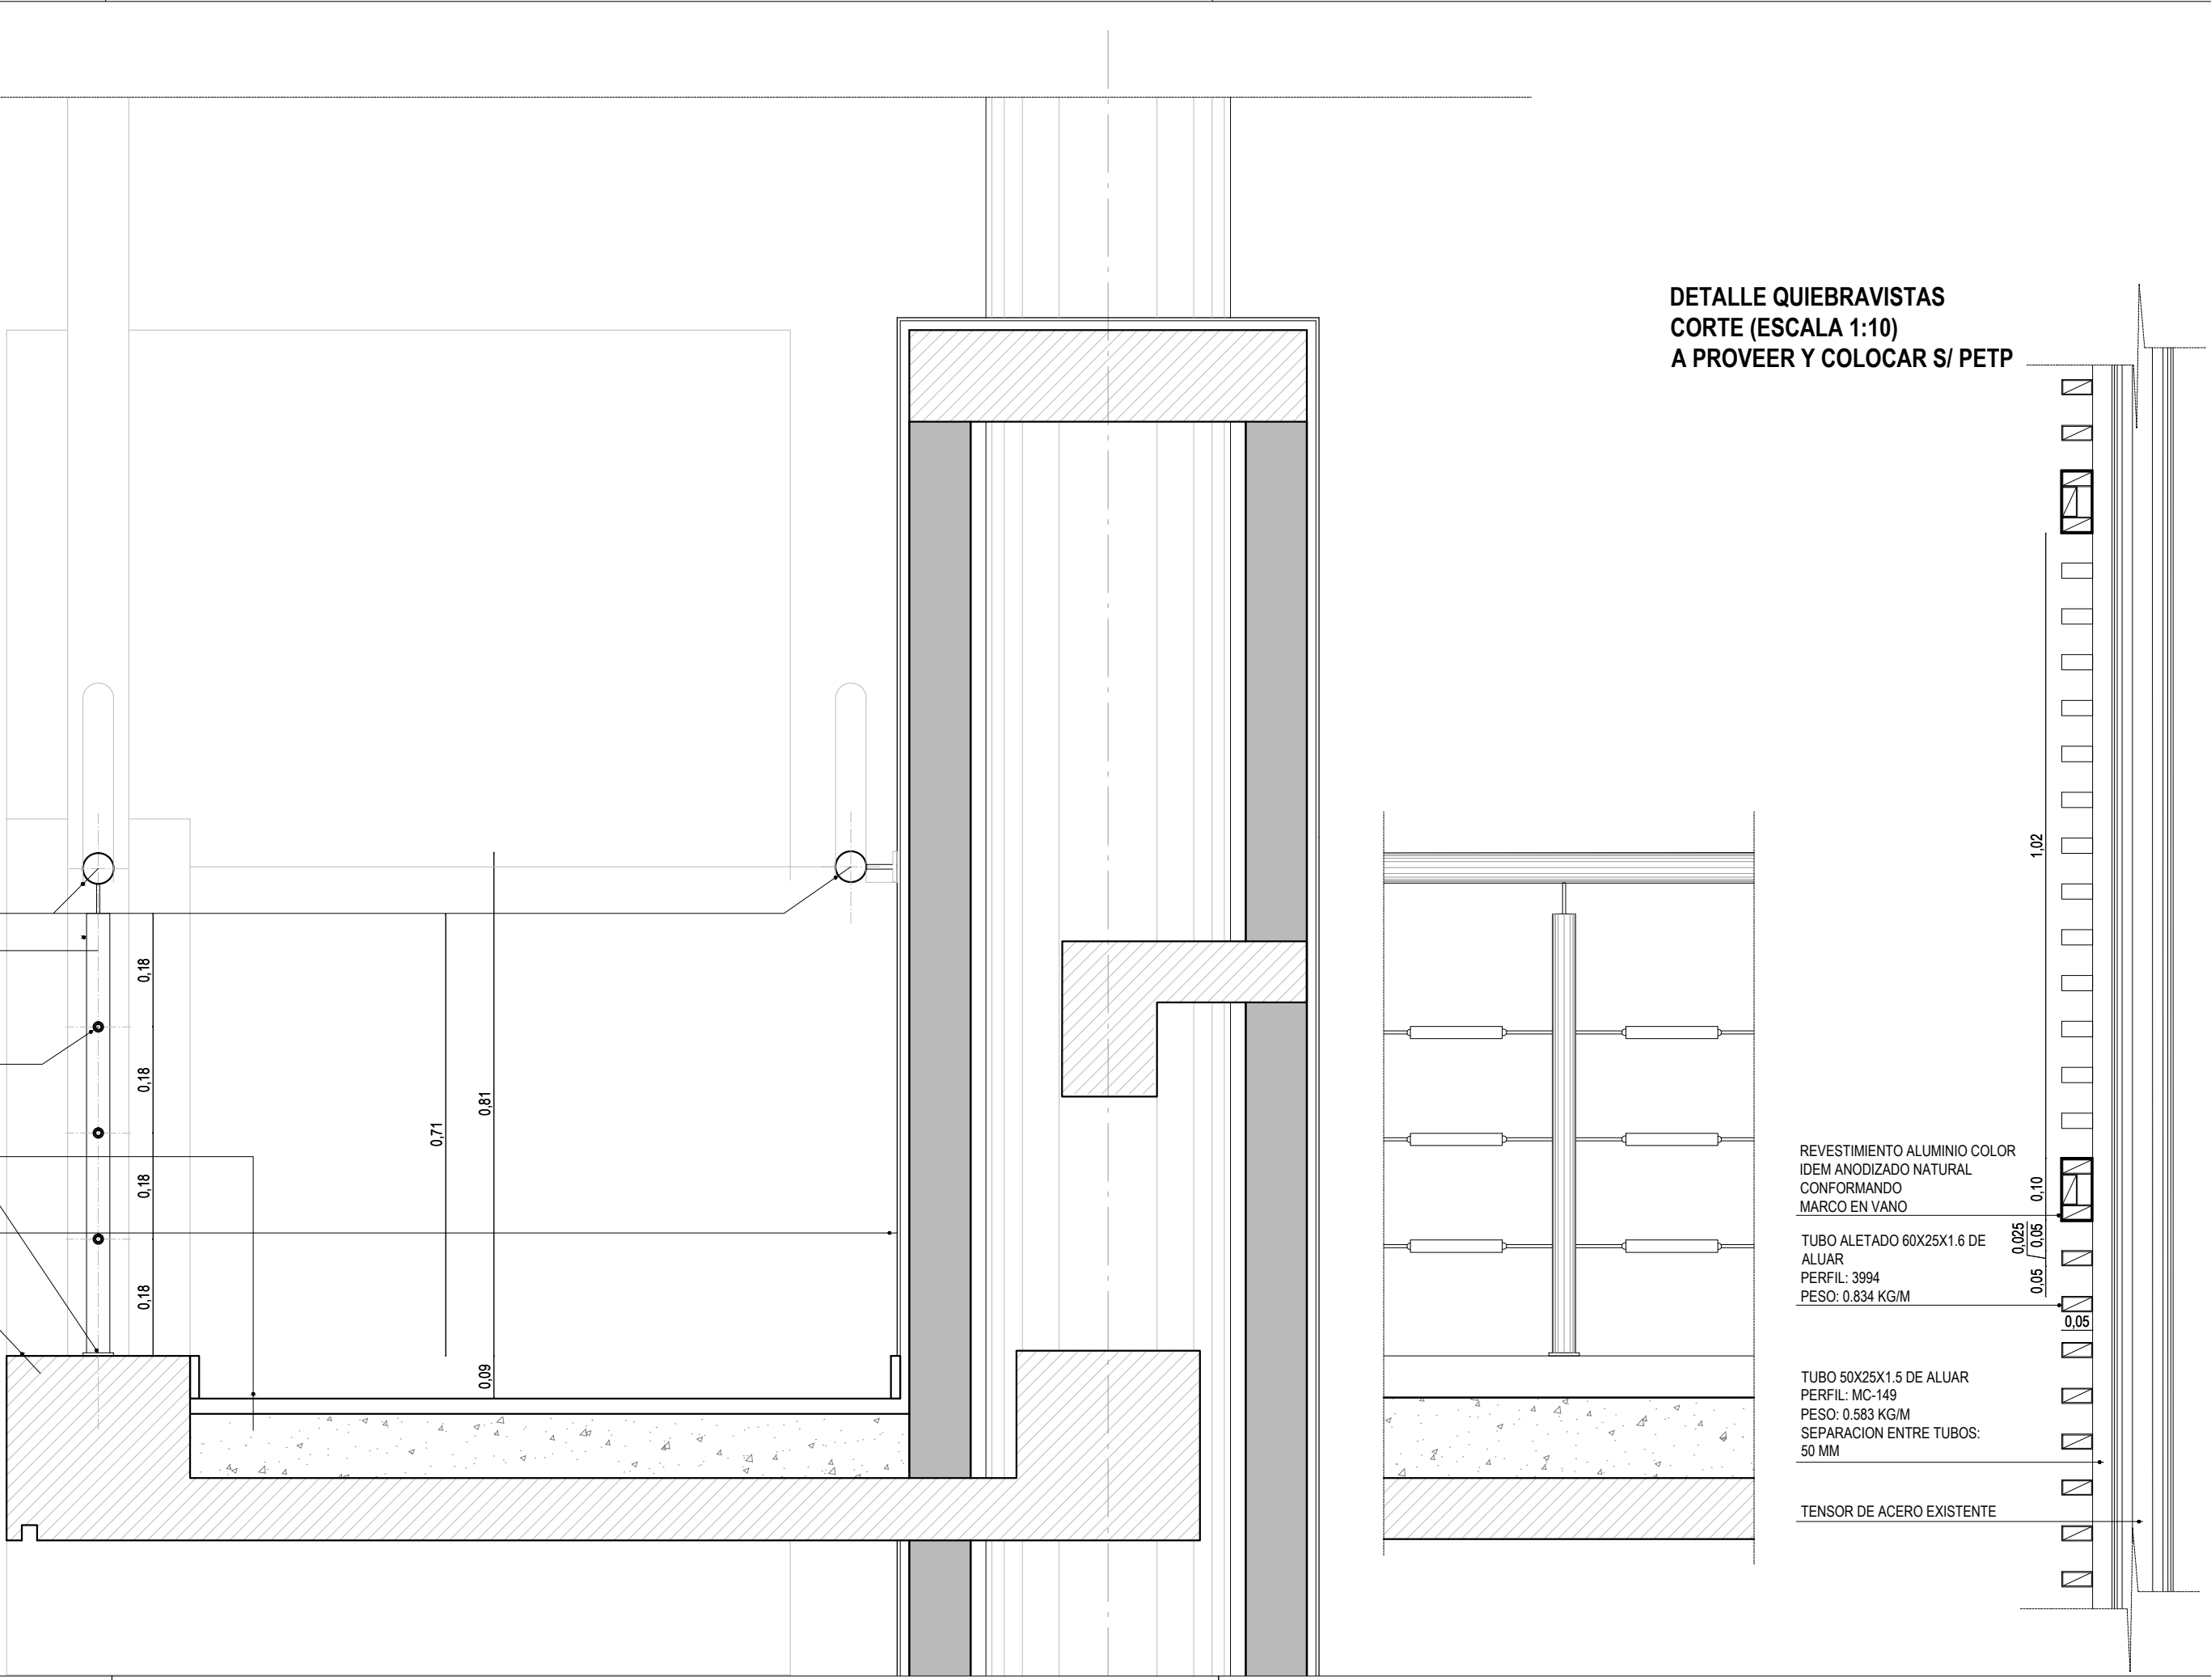 DETALLE QUIEBRAVISTAS
CORTE (ESCALA 1:10)
A PROVEER Y COLOCAR S/ PETP
0,18
0,18
0,18
0,18
0,71
0,81
0,09
1,02
0,10
0,05
0,025
0,05
0,05
REVESTIMIENTO ALUMINIO COLOR
IDEM ANODIZADO NATURAL
CONFORMANDO
MARCO EN VANO
TUBO ALETADO 60X25X1.6 DE
ALUAR
PERFIL: 3994
PESO: 0.834 KG/M
TUBO 50X25X1.5 DE ALUAR
PERFIL: MC-149
PESO: 0.583 KG/M
SEPARACION ENTRE TUBOS:
50 MM
TENSOR DE ACERO EXISTENTE